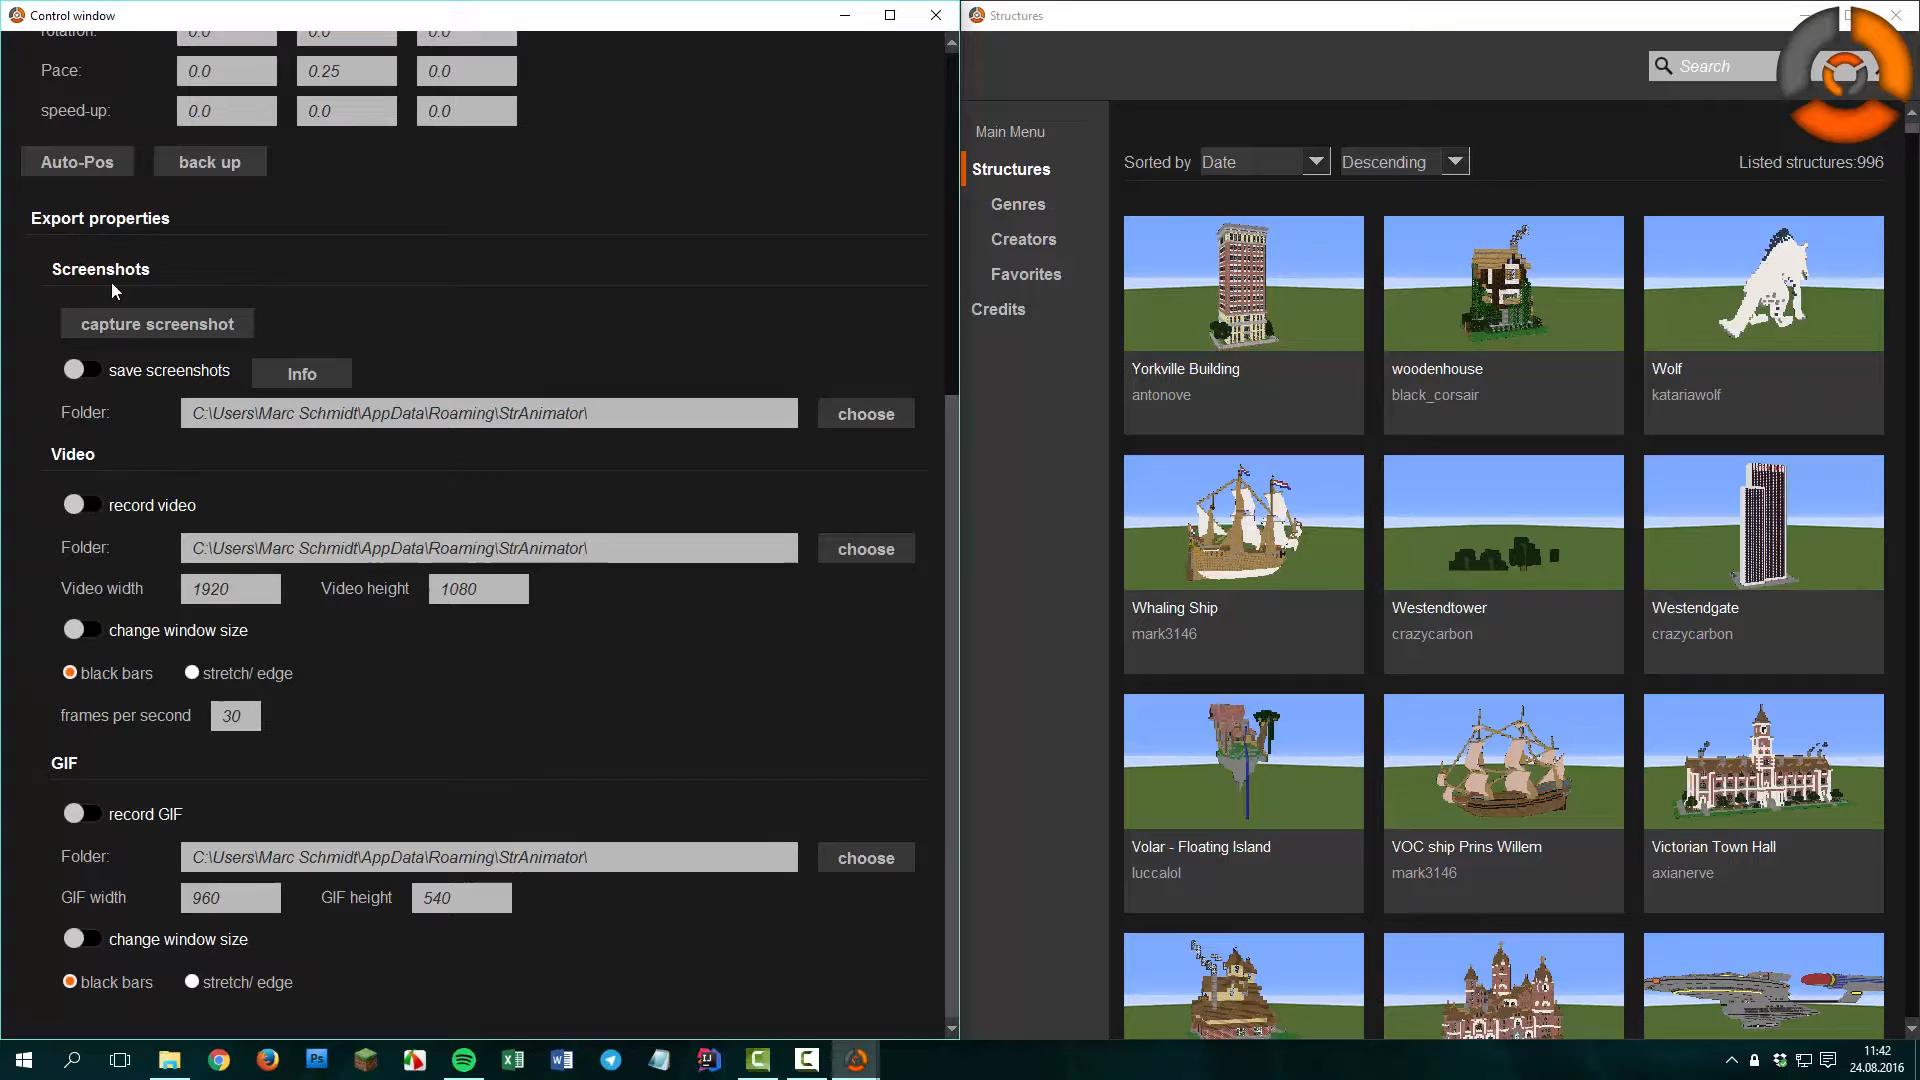 Control window
rotation: 0.0 0.0 0.0
Pace: 0.0 0.25 0.0
speed-up: 0.0 0.0 0.0
Auto-Pos back up
Export properties
Screenshots
capture screenshot
save screenshots Info
Folder: C:\Users\Marc Schmidt\AppData\Roaming\StrAnimator\ choose
Video
record video
Folder: C:\Users\Marc Schmidt\AppData\Roaming\StrAnimator\ choose
Video width 1920 Video height 1080
change window size
black bars stretch/ edge
frames per second 30
GIF
record GIF
Folder: C:\Users\Marc Schmidt\AppData\Roaming\StrAnimator\ choose
GIF width 960 GIF height 540
change window size
black bars stretch/ edge
Structures
Search
Main Menu
Structures
Genres
Creators
Favorites
Credits
Sorted by Date Descending Listed structures:996
Yorkville Building woodenhouse Wolf
antonove black_corsair katariawolf
Whaling Ship Westendtower Westendgate
mark3146 crazycarbon crazycarbon
Volar - Floating Island VOC ship Prins Willem Victorian Town Hall
luccalol mark3146 axianerve
11:42
24.08.2016